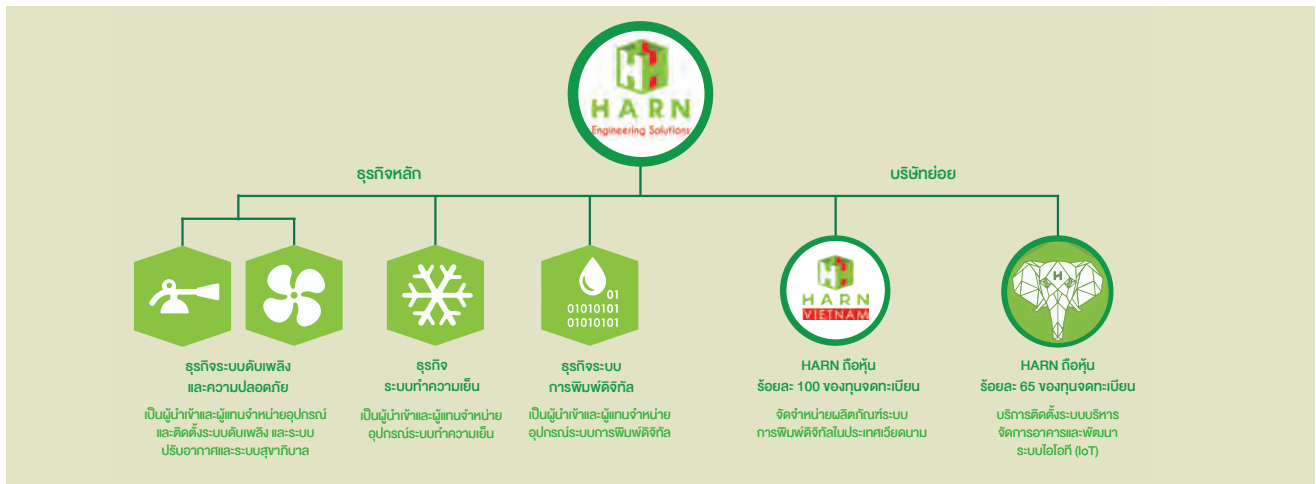 HARN
Engineering Solutions
ธุรกิจหลัก
บริษัทย่อย
01
01010101
01010101
HARN
VIETNAM
H
ธุรกิจระบบดับเพลิง
และความปลอดภัย
เป็นผู้นำเข้าและผู้แทนจำหน่ายอุปกรณ์
และติดตั้งระบบดับเพลิง และระบบ
ปรับอากาศและระบบสุขาภิบาล
ธุรกิจ
ระบบทำความเย็น
เป็นผู้นำเข้าและผู้แทนจำหน่าย
อุปกรณ์ระบบทำความเย็น
ธุรกิจระบบ
การพิมพ์ดิจิทัล
เป็นผู้นำเข้าและผู้แทนจำหน่าย
อุปกรณ์ระบบการพิมพ์ดิจิทัล
HARN ถือหุ้น
ร้อยละ 100 ของทุนจดทะเบียน
จัดจำหน่ายผลิตภัณฑ์ระบบ
การพิมพ์ดิจิทัลในประเทศเวียดนาม
HARN ถือหุ้น
ร้อยละ 65 ของทุนจดทะเบียน
บริการติดตั้งระบบบริหาร
จัดการอาคารและพัฒนา
ระบบไอโอที (IoT)